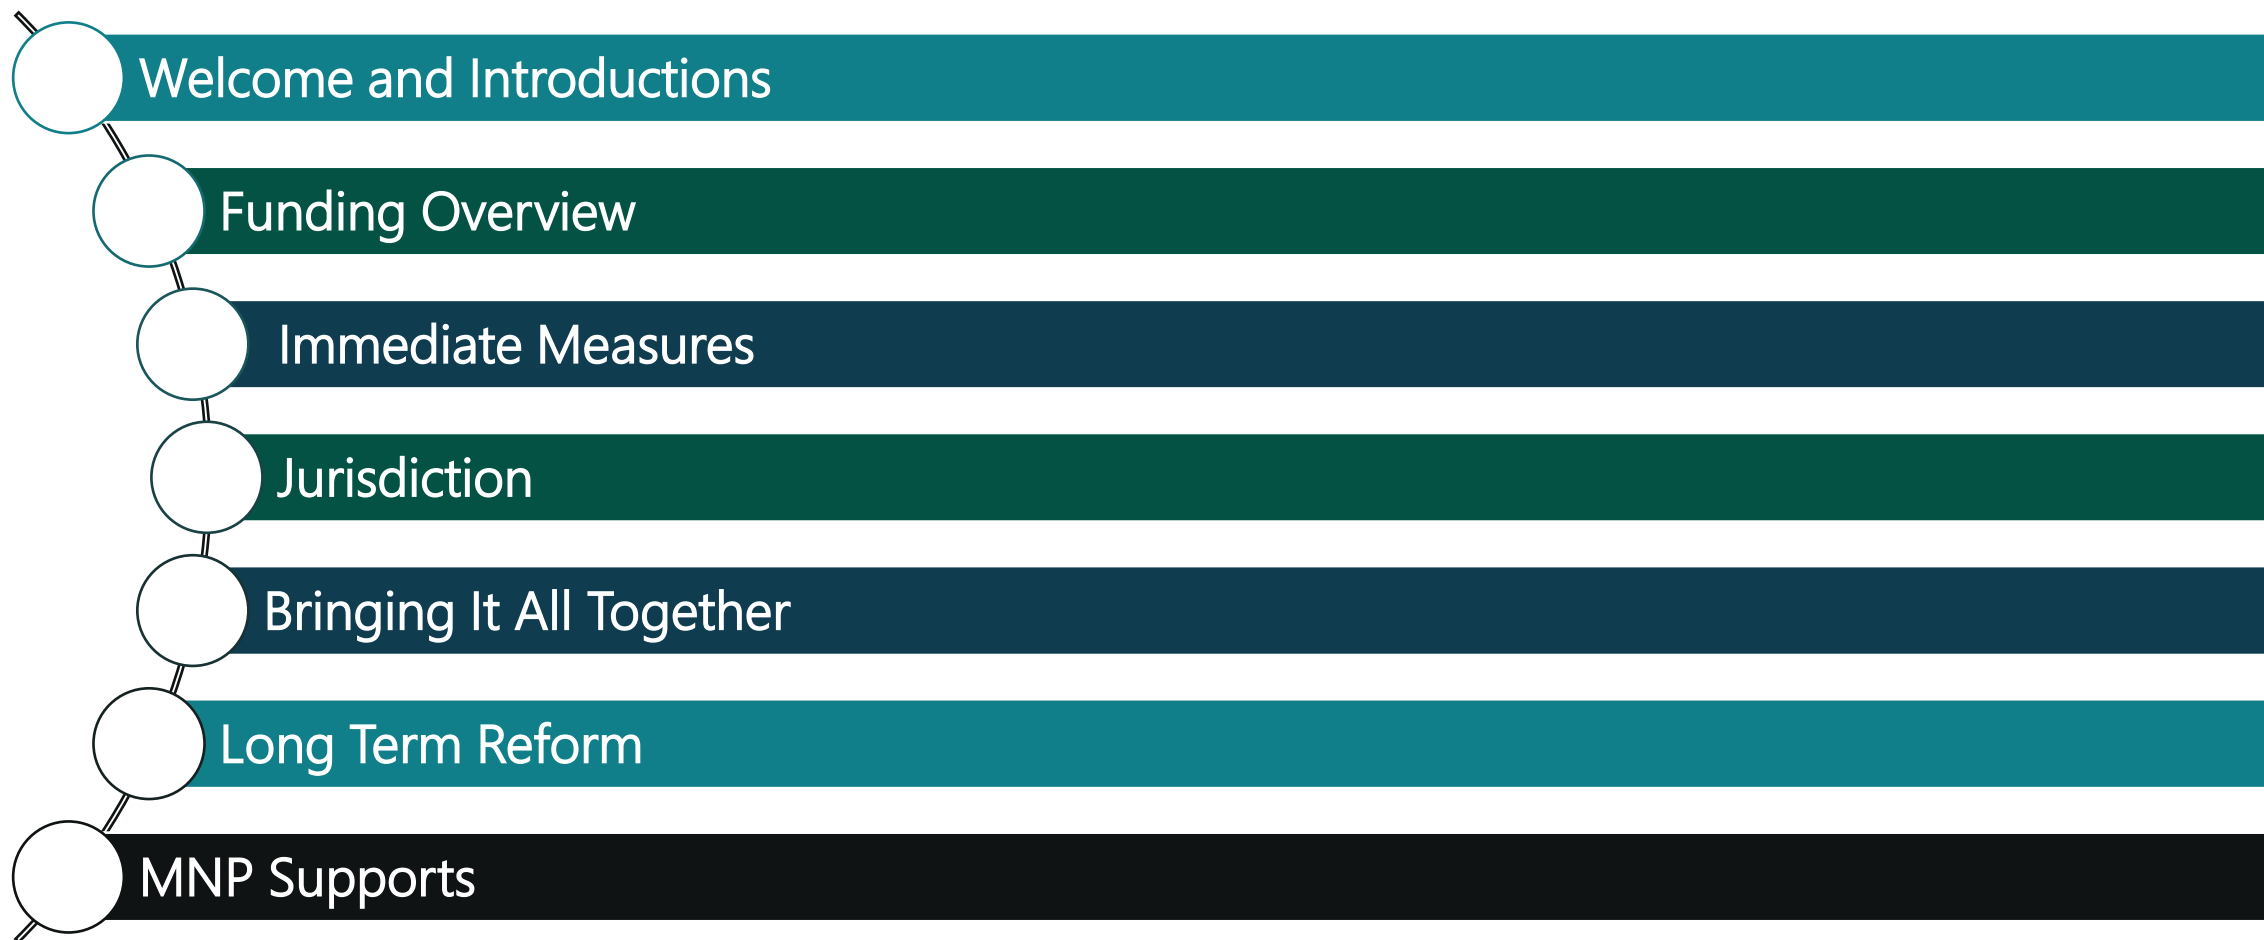 Welcome and Introductions
Funding Overview
Immediate Measures
Jurisdiction
Bringing It All Together
Long Term Reform
MNP Supports